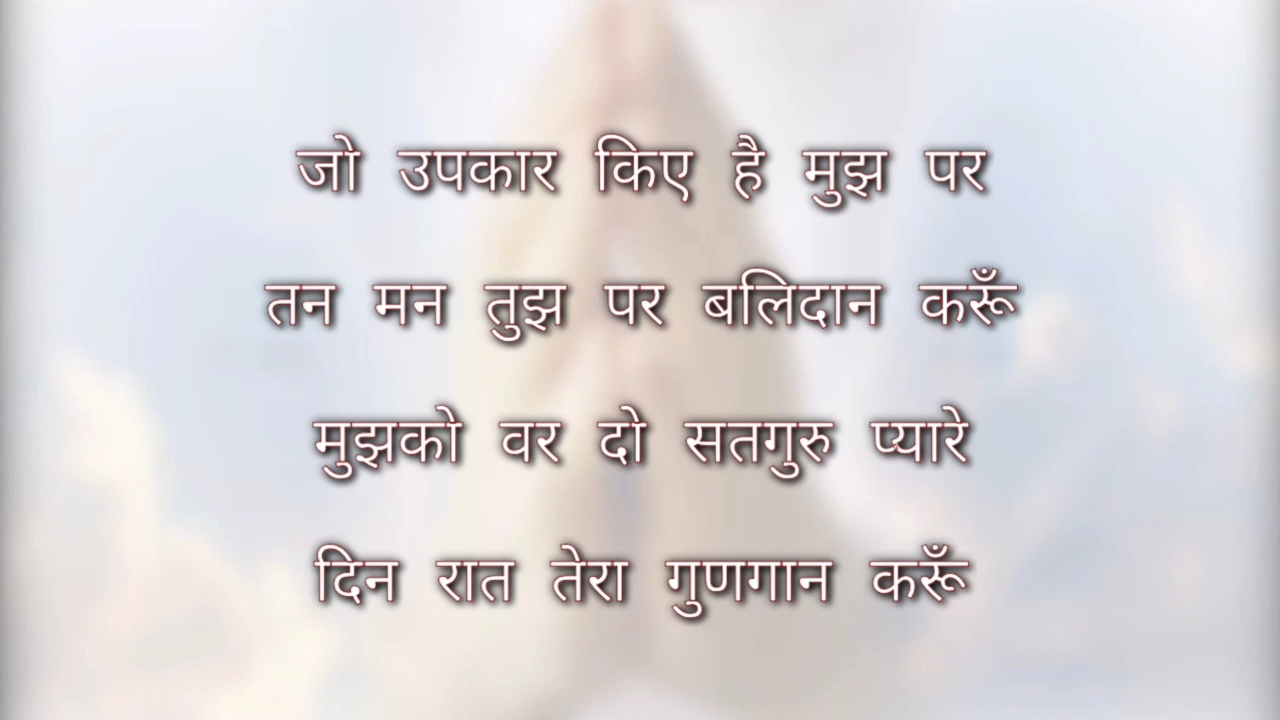 जो उपकार किए है मुझ पर
तन मन तुझ पर बलिदान करूँ
मुझको वर दो सतगुरु प्यारे
दिन रात तेरा गुणगान करूँ